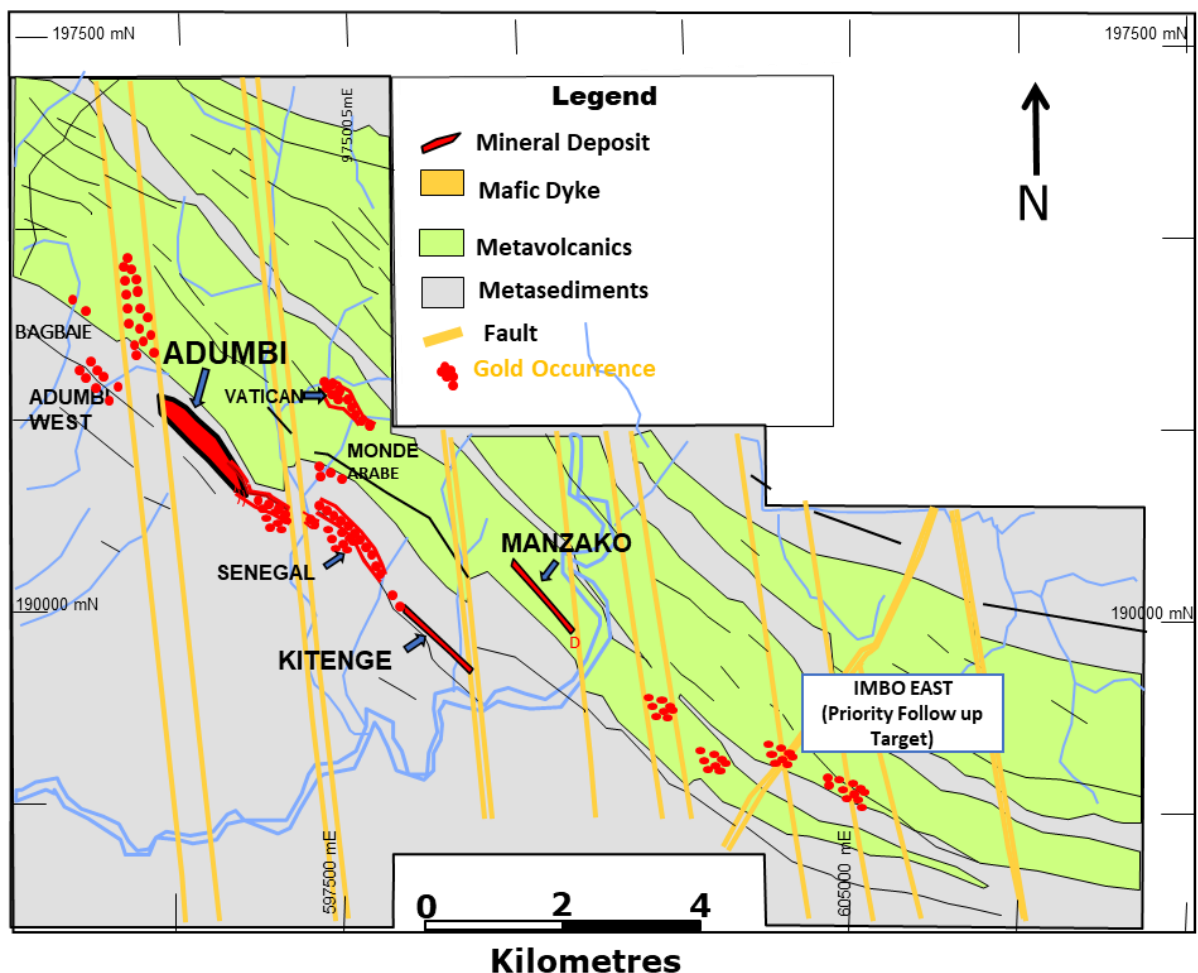 197500 mN
197500 mN
Legend
Mineral Deposit
Mafic Dyke
Metavolcanics
Metasediments
Fault
Gold Occurrence
975005mE
N
BAGBAIE
ADUMBI
ADUMBI
WEST
VATICAN
MONDE
ARABE
MANZAKO
SENEGAL
190000 mN
190000 mN
D
KITENGE
IMBO EAST
(Priority Follow up
Target)
597500 mE
605000 mE
0 2 4
Kilometres